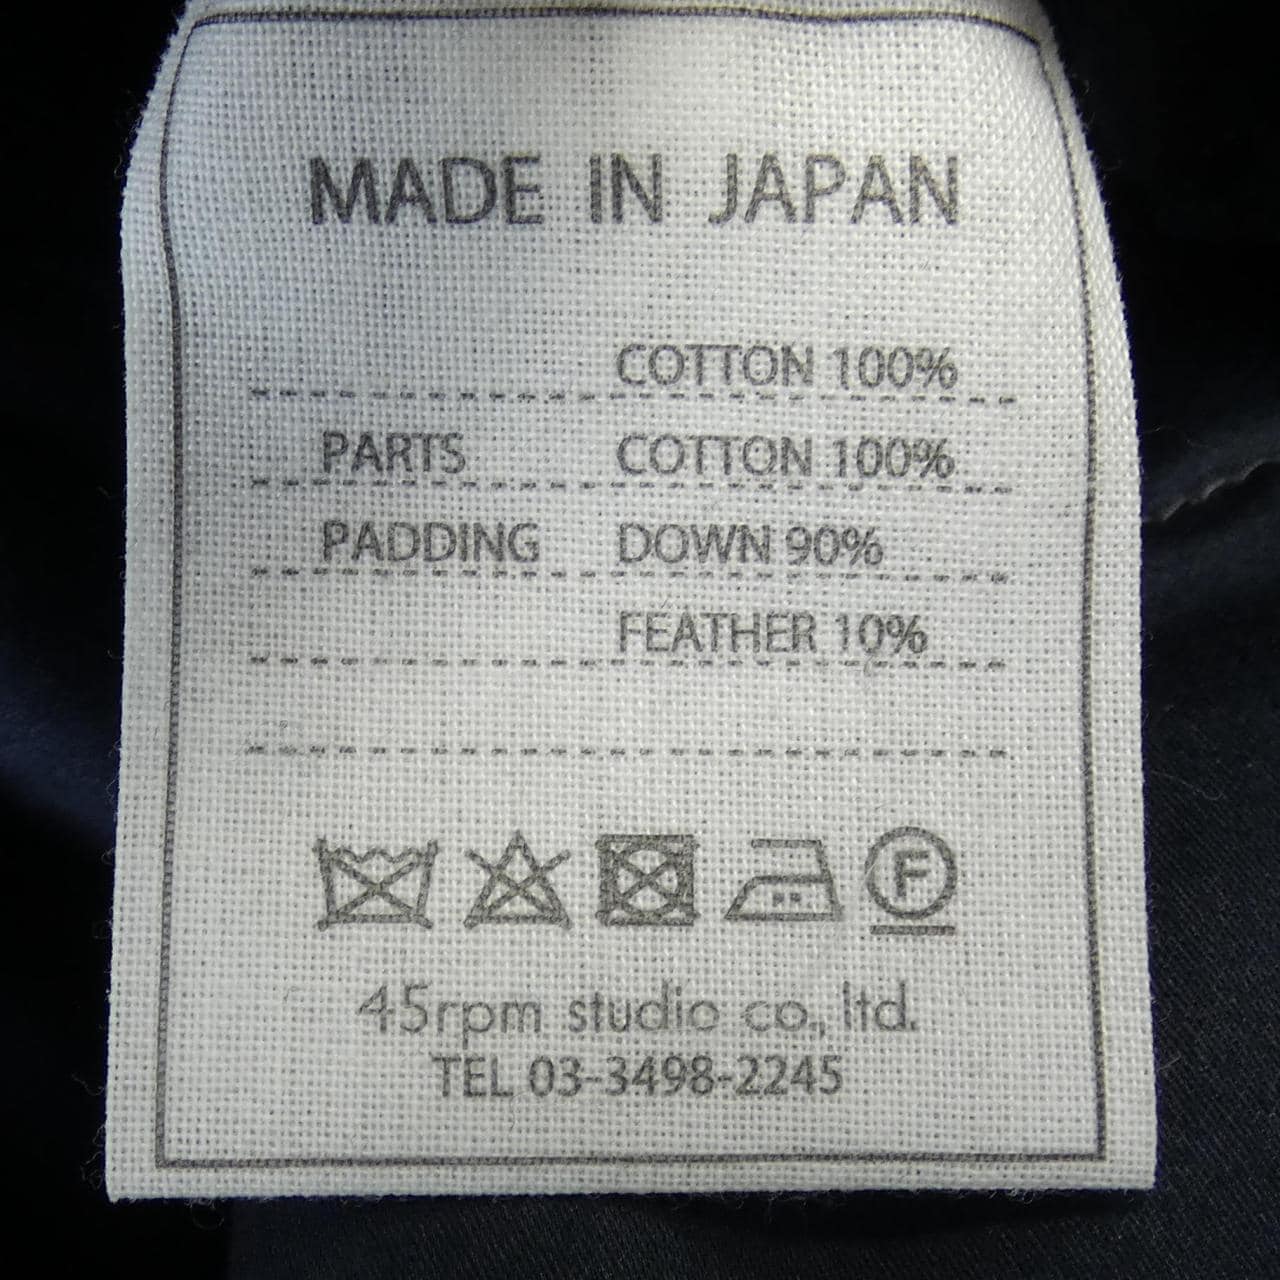 MADE IN JAPAN
COTTON 100%
PARTS COTTON 100%
PADDING DOWN 90%
FEATHER 10%
F
45rpm studio co., ltd.
TEL 03-3498-2245